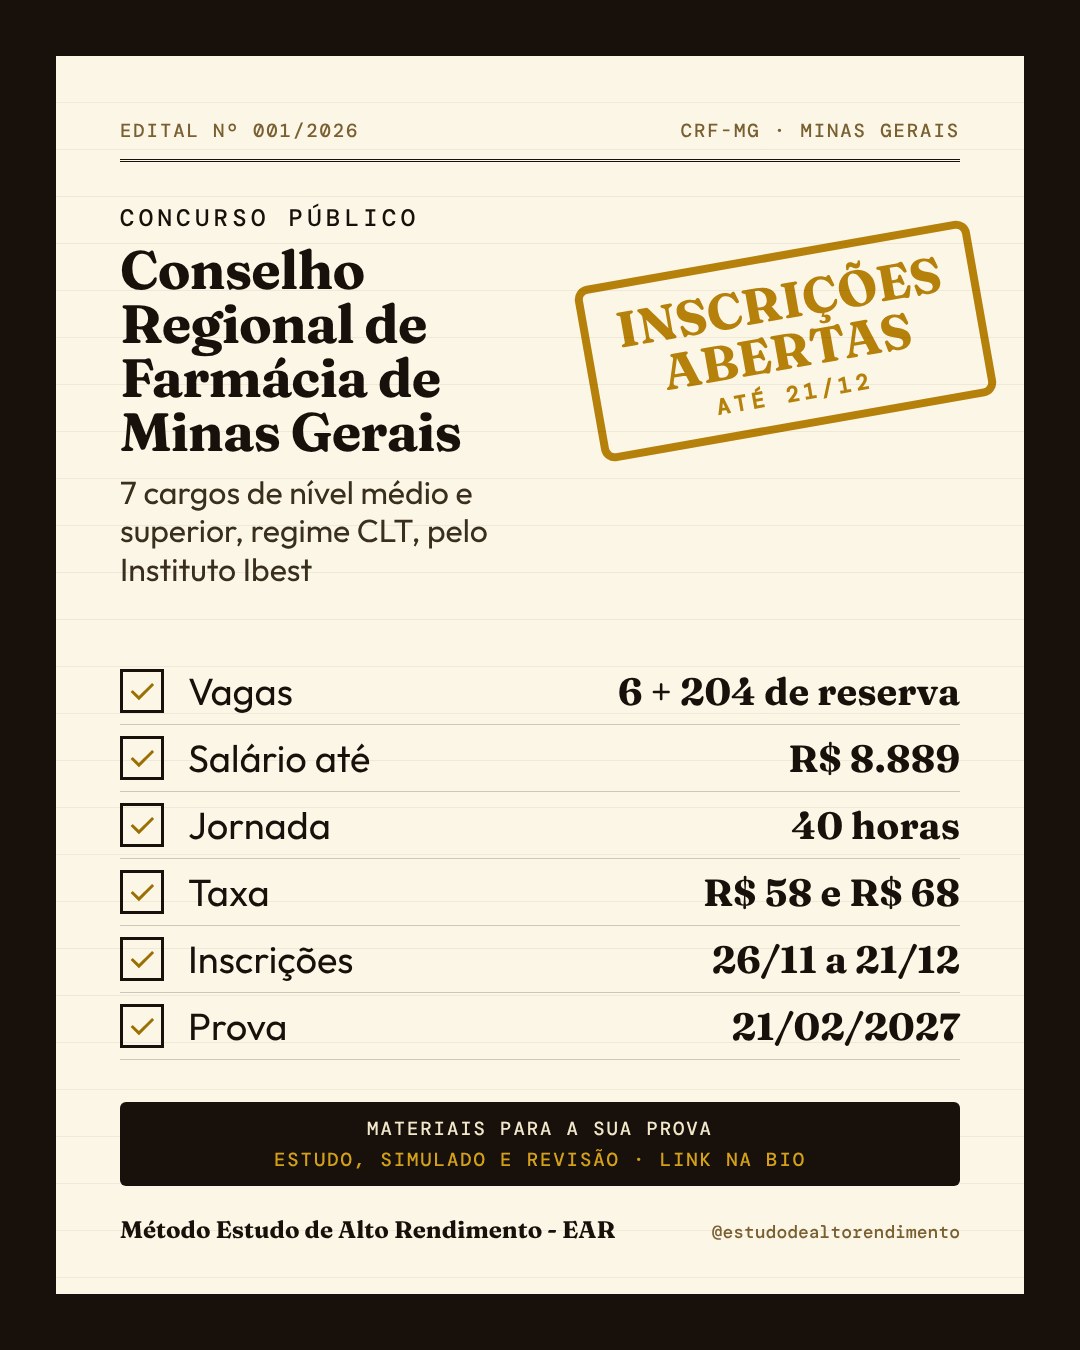 EDITAL Nº 001/2026
CRF-MG · MINAS GERAIS
CONCURSO PÚBLICO
Conselho
Regional de
Farmácia de
Minas Gerais
INSCRIÇÕES
ABERTAS
ATÉ 21/12
7 cargos de nível médio e
superior, regime CLT, pelo
Instituto Ibest
Vagas 6 + 204 de reserva
Salário até R$ 8.889
Jornada 40 horas
Taxa R$ 58 e R$ 68
Inscrições 26/11 a 21/12
Prova 21/02/2027
MATERIAIS PARA A SUA PROVA
ESTUDO, SIMULADO E REVISÃO · LINK NA BIO
Método Estudo de Alto Rendimento - EAR
@estudodealtorendimento